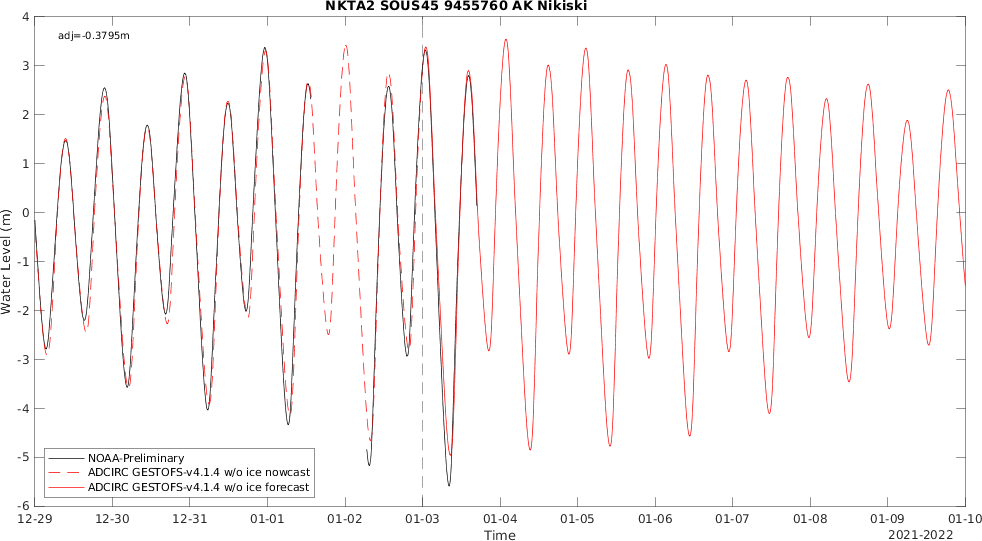 NKTA2 SOUS45 9455760 AK Nikiski
adj=-0.3795m
4
3
2
1
0
-1
-2
-3
-4
-5
-6
Water Level (m)
NOAA-Preliminary
ADCIRC GESTOFS-v4.1.4 w/o ice nowcast
ADCIRC GESTOFS-v4.1.4 w/o ice forecast
12-29 12-30 12-31 01-01 01-02 01-03 01-04 01-05 01-06 01-07 01-08 01-09 01-10
Time
2021-2022